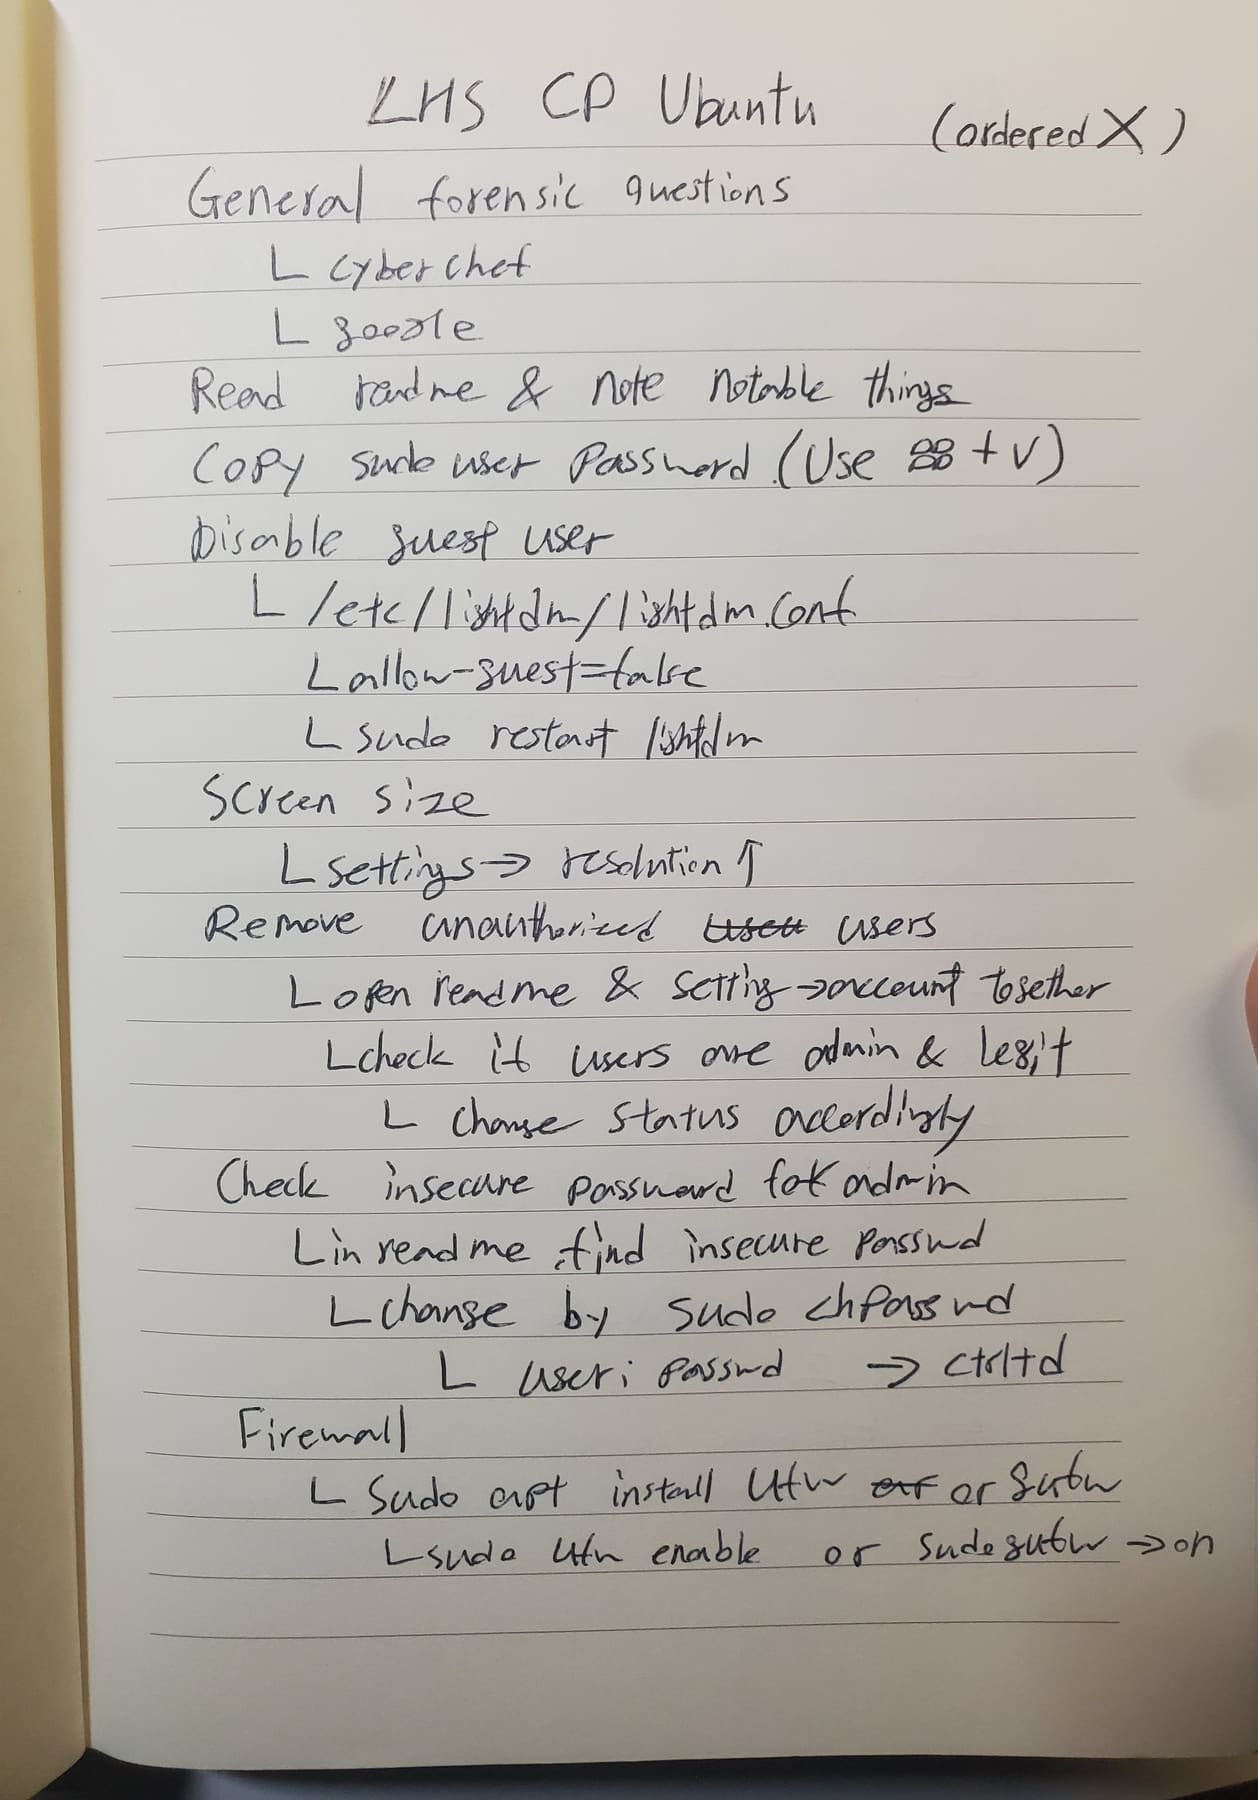 LHS CP Ubuntu (ordered X)
General forensic questions
L cyberchef
L google
Read readme & note notable things
Copy sudo user password (Use ⌘ + V)
Disable guest user
L /etc/lightdm/lightdm.conf
L allow-guest=false
L sudo restart lightdm
Screen size
L settings → resolution ↑
Remove unauthorized users
L open readme & setting → account together
L check if users are admin & legit
L change status accordingly
Check insecure password for admin
L in readme, find insecure passwd
L change by sudo chpasswd
L user: passwd → ctrl+d
Firewall
L sudo apt install ufw or gufw
L sudo ufw enable or sudo gufw → on